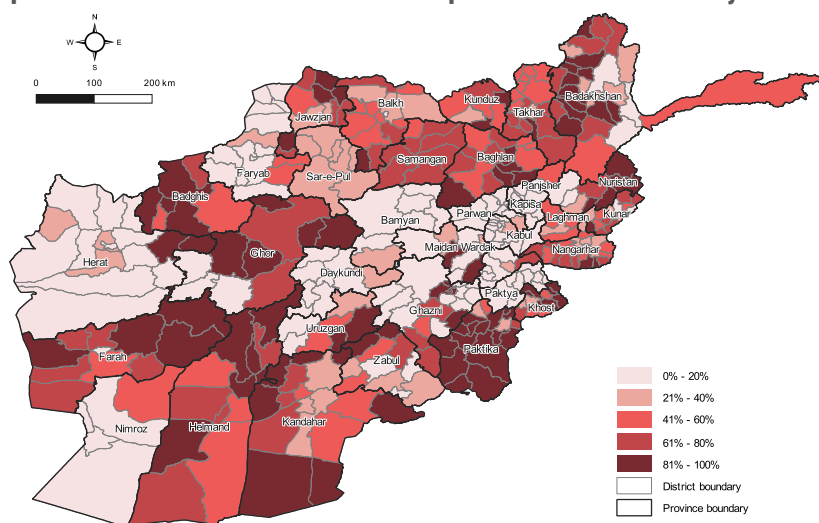 N
W E
S
0 100 200 km
Jawzjan
Balkh
Kunduz
Takhar
Badakhshan
Samangan
Baghlan
Faryab
Sar-e-Pul
Badghis
Panjsher
Nuristan
Kapisa
Parwan
Laghman
Kunar
Bamyan
Kabul
Maidan Wardak
Nangarhar
Ghor
Herat
Daykundi
Paktya
Ghazni
Khost
Uruzgan
Paktika
Farah
Zabul
Nimroz
Helmand
Kandahar
0% - 20%
21% - 40%
41% - 60%
61% - 80%
81% - 100%
District boundary
Province boundary